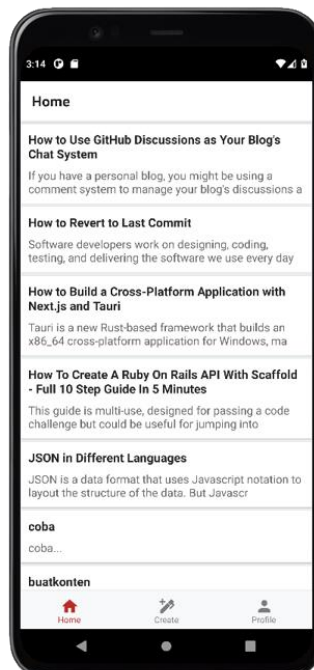 3:14
Home
How to Use GitHub Discussions as Your Blog's
Chat System
If you have a personal blog, you might be using a
comment system to manage your blog's discussions a
How to Revert to Last Commit
Software developers work on designing, coding,
testing, and delivering the software we use every day
How to Build a Cross-Platform Application with
Next.js and Tauri
Tauri is a new Rust-based framework that builds an
x86_64 cross-platform application for Windows, ma
How To Create A Ruby On Rails API With Scaffold
- Full 10 Step Guide In 5 Minutes
This guide is multi-use, designed for passing a code
challenge but could be useful for jumping into
JSON in Different Languages
JSON is a data format that uses Javascript notation to
layout the structure of the data. But Javascr
coba
coba...
buatkonten
Home
Create
Profile